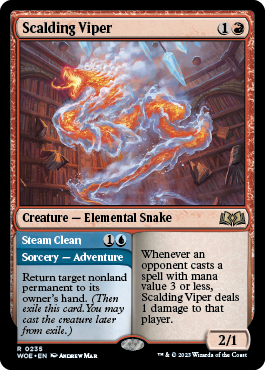 Scalding Viper 1
Creature — Elemental Snake
Steam Clean 1
Sorcery — Adventure
Return target nonland
permanent to its
owner's hand. (Then
exile this card. You may
cast the creature later
from exile.)
Whenever an
opponent casts a
spell with mana
value 3 or less,
Scalding Viper deals
1 damage to that
player.
2/1
R 0235
WOE • EN ANDREW MAR
™ & © 2023 Wizards of the Coast